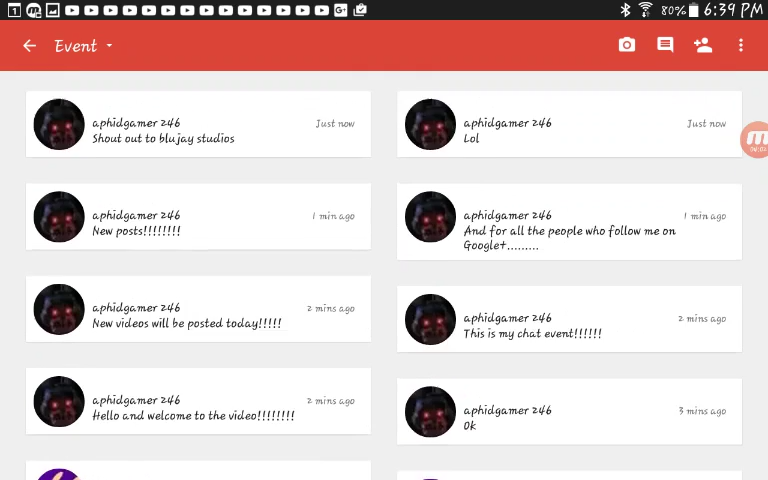 1
G+
80%
6:39 PM
Event
aphidgamer 246
Just now
Shout out to blujay studios
aphidgamer 246
Just now
Lol
aphidgamer 246
1 min ago
New posts!!!!!!!!
aphidgamer 246
1 min ago
And for all the people who follow me on
Google+.........
aphidgamer 246
2 mins ago
New videos will be posted today!!!!!
aphidgamer 246
2 mins ago
This is my chat event!!!!!!
aphidgamer 246
2 mins ago
Hello and welcome to the video!!!!!!!!
aphidgamer 246
3 mins ago
Ok